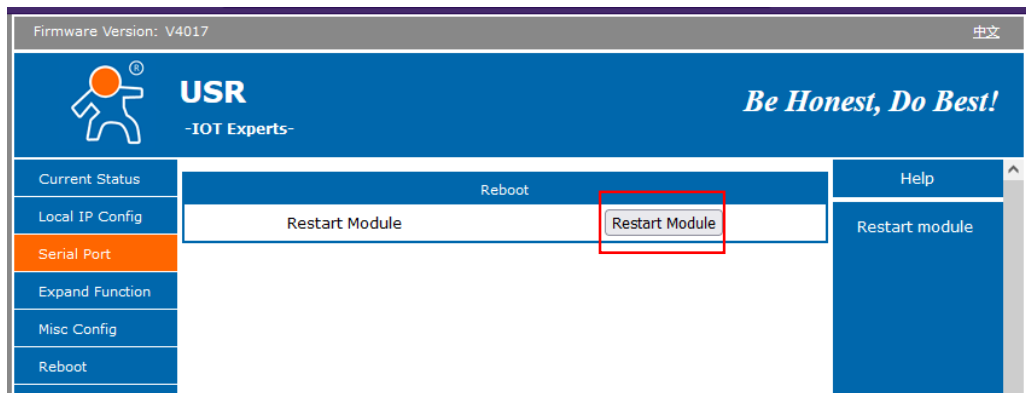 Firmware Version: V4017
中文
®
USR
-IOT Experts-
Be Honest, Do Best!
Current Status
Local IP Config
Serial Port
Expand Function
Misc Config
Reboot
Reboot
Restart Module
Restart Module
Help
Restart module